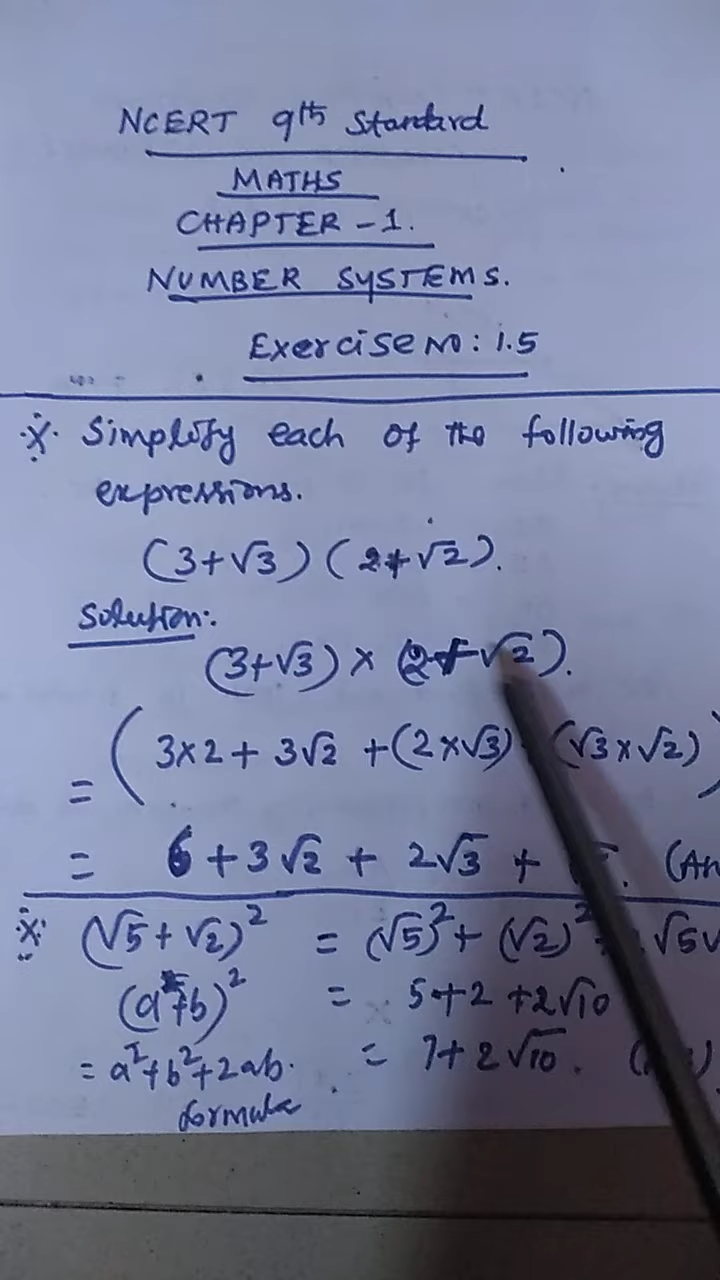 NCERT 9th Standard
MATHS
CHAPTER - 1.
NUMBER SYSTEMS.
Exercise NO: 1.5
Simplify each of the following
expressions.
(3+√3) (2+√2).
Solution:
(3+√3) × (2+√2).
= (3×2 + 3√2 + (2×√3) (√3×√2)
= 6 + 3√2 + 2√3 +
(√5 + √2)² = (√5)² + (√2)² √5
(a+b)² = 5+2 +2√10
= a²+b²+2ab. = 7+2√10.
formula